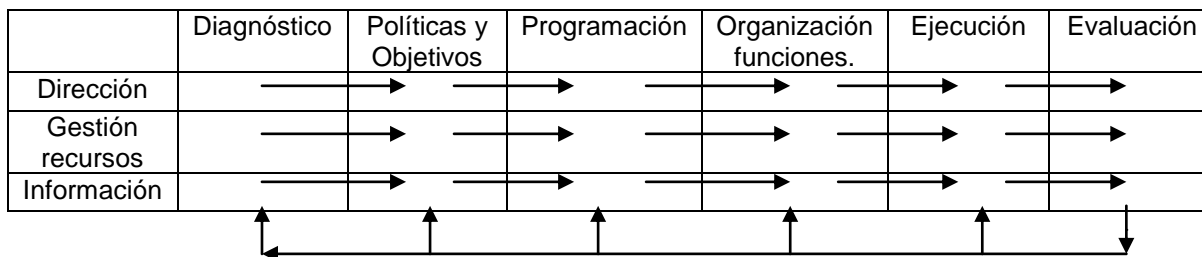 Diagnóstico Políticas y Objetivos Programación Organización funciones. Ejecución Evaluación
Dirección
Gestión
recursos
Información